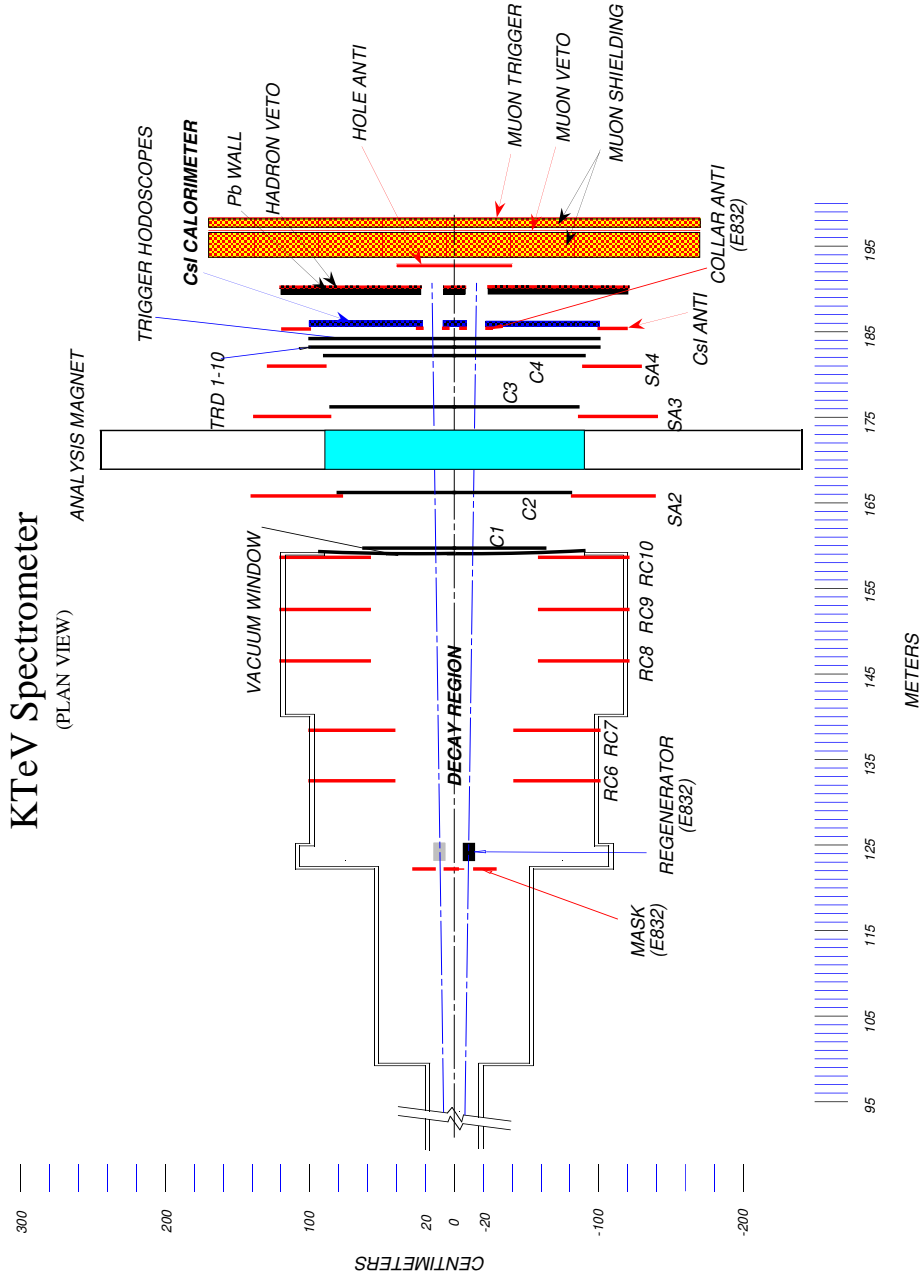 KTeV Spectrometer
(PLAN VIEW)
ANALYSIS MAGNET
TRIGGER HODOSCOPES
CsI CALORIMETER
Pb WALL
HADRON VETO
HOLE ANTI
MUON TRIGGER
MUON VETO
MUON SHIELDING
COLLAR ANTI
(E832)
CsI ANTI
TRD 1-10
VACUUM WINDOW
DECAY REGION
C1
C2
C3
C4
SA2
SA3
SA4
RC6
RC7
RC8
RC9
RC10
REGENERATOR
(E832)
MASK
(E832)
300
200
100
20
0
-20
-100
-200
CENTIMETERS
95
105
115
125
135
145
155
165
175
185
195
METERS